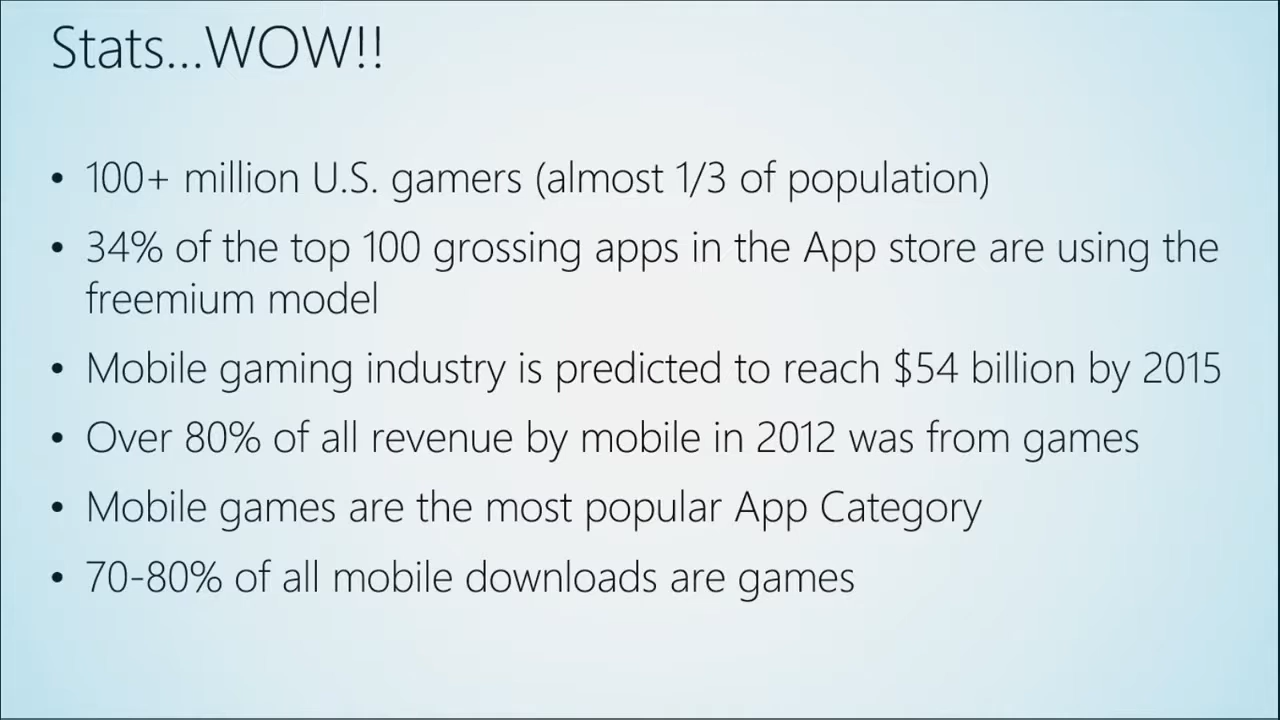 Stats...WOW!!
• 100+ million U.S. gamers (almost 1/3 of population)
• 34% of the top 100 grossing apps in the App store are using the
freemium model
• Mobile gaming industry is predicted to reach $54 billion by 2015
• Over 80% of all revenue by mobile in 2012 was from games
• Mobile games are the most popular App Category
• 70-80% of all mobile downloads are games